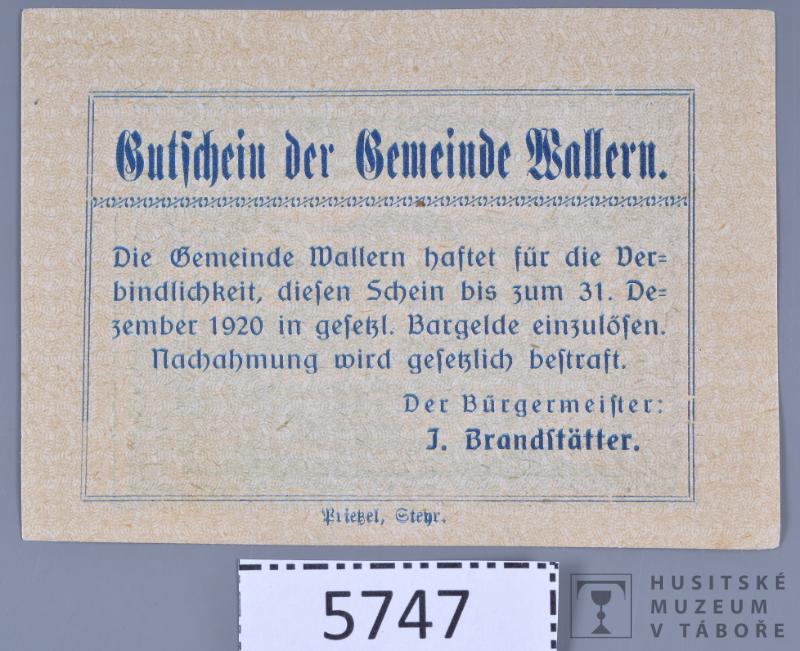 Gutſchein der Gemeinde Wallern.
Die Gemeinde Wallern haftet für die Ver=
bindlichkeit, dieſen Schein bis zum 31. De=
zember 1920 in geſetzl. Bargelde einzulöſen.
Nachahmung wird geſetzlich beſtraft.
Der Bürgermeiſter:
J. Brandſtätter.
Prietzel, Steyr.
5747
HUSITSKÉ
MUZEUM
V TÁBOŘE